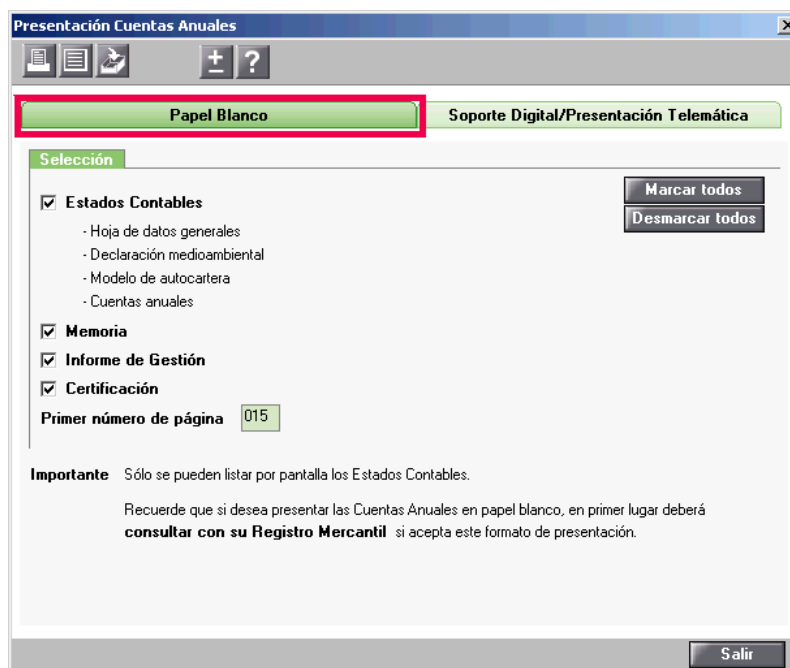 Presentación Cuentas Anuales
Papel Blanco
Soporte Digital/Presentación Telemática
Selección
Marcar todos
Desmarcar todos
Estados Contables
- Hoja de datos generales
- Declaración medioambiental
- Modelo de autocartera
- Cuentas anuales
Memoria
Informe de Gestión
Certificación
Primer número de página 015
Importante Sólo se pueden listar por pantalla los Estados Contables.
Recuerde que si desea presentar las Cuentas Anuales en papel blanco, en primer lugar deberá
consultar con su Registro Mercantil si acepta este formato de presentación.
Salir